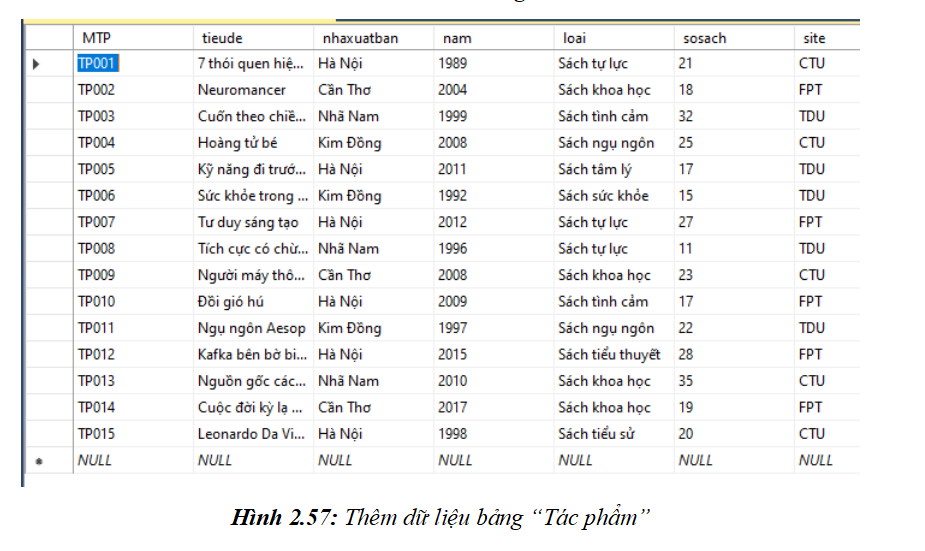 MTP tieude nhaxuatban nam loai sosach site
TP001 7 thói quen hiệ... Hà Nội 1989 Sách tự lực 21 CTU
TP002 Neuromancer Cần Thơ 2004 Sách khoa học 18 FPT
TP003 Cuốn theo chiề... Nhã Nam 1999 Sách tình cảm 32 TDU
TP004 Hoàng tử bé Kim Đồng 2008 Sách ngụ ngôn 25 CTU
TP005 Kỹ năng đi trướ... Hà Nội 2011 Sách tâm lý 17 TDU
TP006 Sức khỏe trong ... Kim Đồng 1992 Sách sức khỏe 15 TDU
TP007 Tư duy sáng tạo Hà Nội 2012 Sách tự lực 27 FPT
TP008 Tích cực có chừ... Nhã Nam 1996 Sách tự lực 11 TDU
TP009 Người máy thô... Cần Thơ 2008 Sách khoa học 23 CTU
TP010 Đồi gió hú Hà Nội 2009 Sách tình cảm 17 FPT
TP011 Ngụ ngôn Aesop Kim Đồng 1997 Sách ngụ ngôn 22 TDU
TP012 Kafka bên bờ bi... Hà Nội 2015 Sách tiểu thuyết 28 FPT
TP013 Nguồn gốc các... Nhã Nam 2010 Sách khoa học 35 CTU
TP014 Cuộc đời kỳ lạ ... Cần Thơ 2017 Sách khoa học 19 FPT
TP015 Leonardo Da Vi... Hà Nội 1998 Sách tiểu sử 20 CTU
NULL NULL NULL NULL NULL NULL NULL
Hình 2.57: Thêm dữ liệu bảng “Tác phẩm”